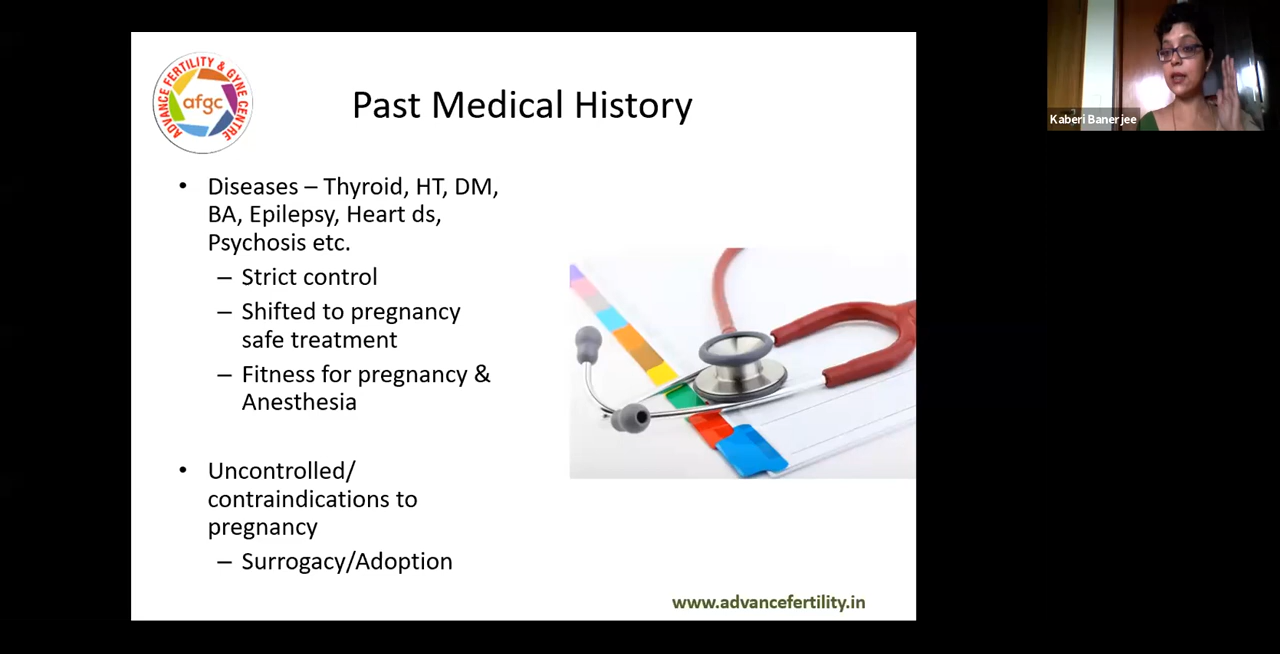 ADVANCE FERTILITY & GYNE CENTRE
afgc
Past Medical History
• Diseases – Thyroid, HT, DM,
BA, Epilepsy, Heart ds,
Psychosis etc.
– Strict control
– Shifted to pregnancy
safe treatment
– Fitness for pregnancy &
Anesthesia
• Uncontrolled/
contraindications to
pregnancy
– Surrogacy/Adoption
www.advancefertility.in
Kaberi Banerjee